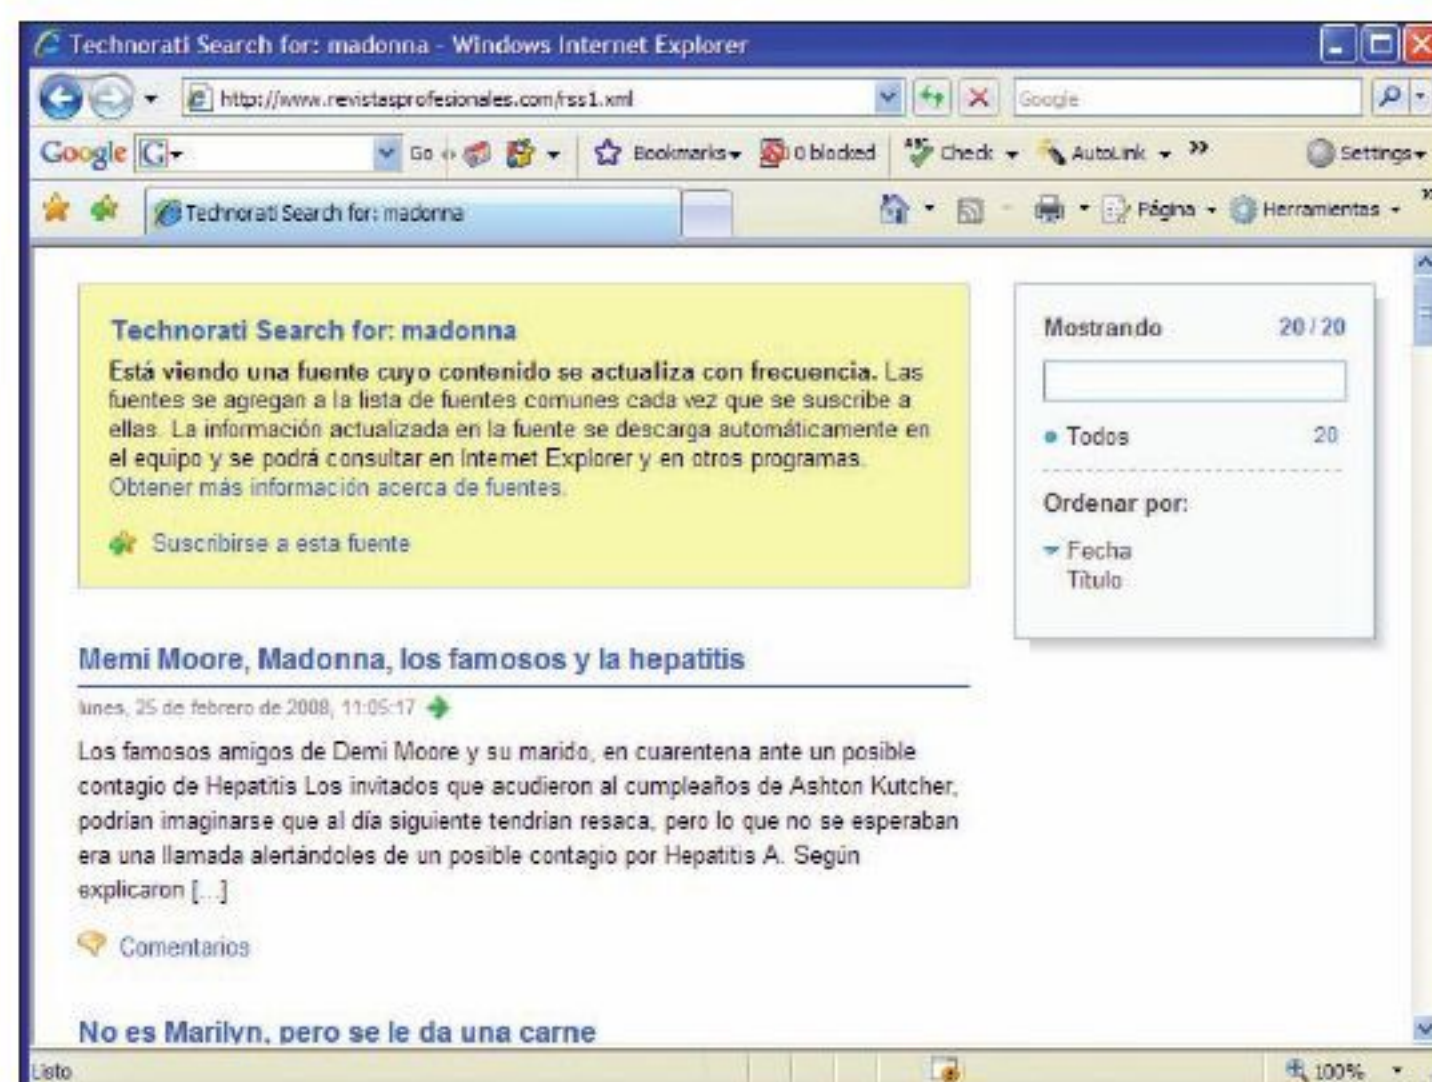 Technorati Search for: madonna - Windows Internet Explorer
http://www.revistasprofesionales.com/rss1.xml
Google
Google G
Go
Bookmarks
0 blocked
ABC Check
AutoLink
Settings
Technorati Search for: madonna
Página
Herramientas
Technorati Search for: madonna
Está viendo una fuente cuyo contenido se actualiza con frecuencia. Las
fuentes se agregan a la lista de fuentes comunes cada vez que se suscribe a
ellas. La información actualizada en la fuente se descarga automáticamente en
el equipo y se podrá consultar en Internet Explorer y en otros programas.
Obtener más información acerca de fuentes.
Suscribirse a esta fuente
Mostrando 20 / 20
Todos 20
Ordenar por:
Fecha
Título
Memi Moore, Madonna, los famosos y la hepatitis
lunes, 25 de febrero de 2008, 11:05:17
Los famosos amigos de Demi Moore y su marido, en cuarentena ante un posible
contagio de Hepatitis Los invitados que acudieron al cumpleaños de Ashton Kutcher,
podrían imaginarse que al día siguiente tendrían resaca, pero lo que no se esperaban
era una llamada alertándoles de un posible contagio por Hepatitis A. Según
explicaron [...]
Comentarios
No es Marilyn, pero se le da una carne
Listo
100%